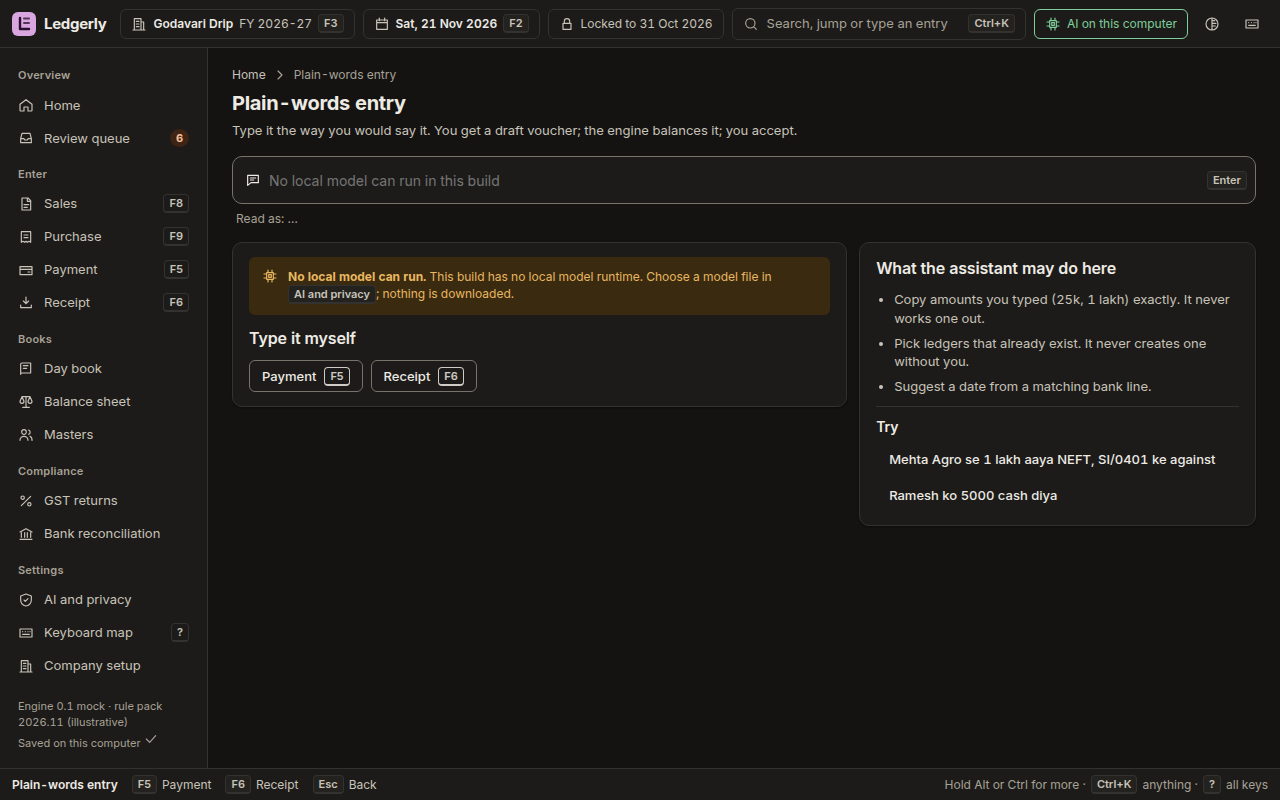 Ledgerly
Godavari Drip FY 2026-27 F3
Sat, 21 Nov 2026 F2
Locked to 31 Oct 2026
Search, jump or type an entry Ctrl+K
AI on this computer
Overview
Home
Review queue 6
Enter
Sales F8
Purchase F9
Payment F5
Receipt F6
Books
Day book
Balance sheet
Masters
Compliance
GST returns
Bank reconciliation
Settings
AI and privacy
Keyboard map ?
Company setup
Engine 0.1 mock · rule pack
2026.11 (illustrative)
Saved on this computer
Home > Plain-words entry
Plain-words entry
Type it the way you would say it. You get a draft voucher; the engine balances it; you accept.
No local model can run in this build Enter
Read as: ...
No local model can run. This build has no local model runtime. Choose a model file in
AI and privacy ; nothing is downloaded.
Type it myself
Payment F5 Receipt F6
What the assistant may do here
• Copy amounts you typed (25k, 1 lakh) exactly. It never
works one out.
• Pick ledgers that already exist. It never creates one
without you.
• Suggest a date from a matching bank line.
Try
Mehta Agro se 1 lakh aaya NEFT, SI/0401 ke against
Ramesh ko 5000 cash diya
Plain-words entry F5 Payment F6 Receipt Esc Back
Hold Alt or Ctrl for more · Ctrl+K anything · ? all keys